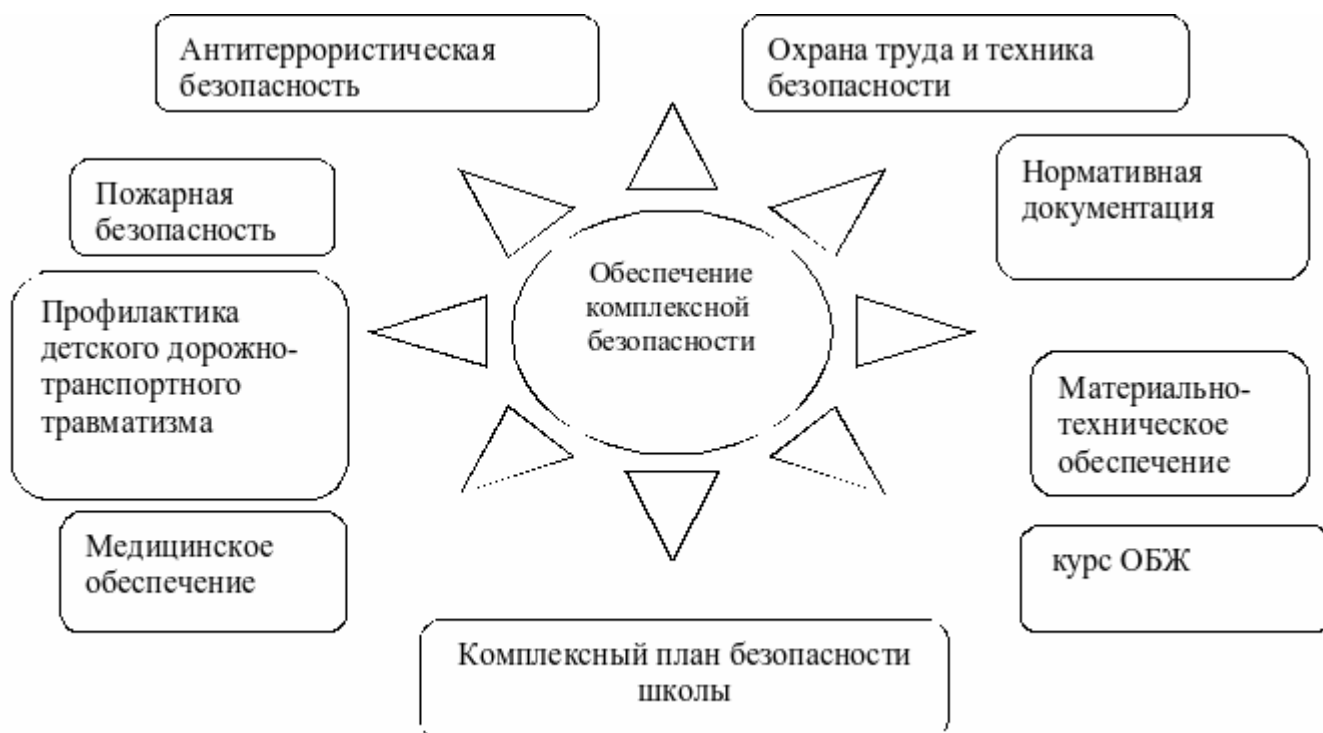 Антитеррористическая
безопасность
Охрана труда и техника
безопасности
Пожарная
безопасность
Нормативная
документация
Обеспечение
комплексной
безопасности
Профилактика
детского дорожно-
транспортного
травматизма
Материально-
техническое
обеспечение
Медицинское
обеспечение
курс ОБЖ
Комплексный план безопасности
школы